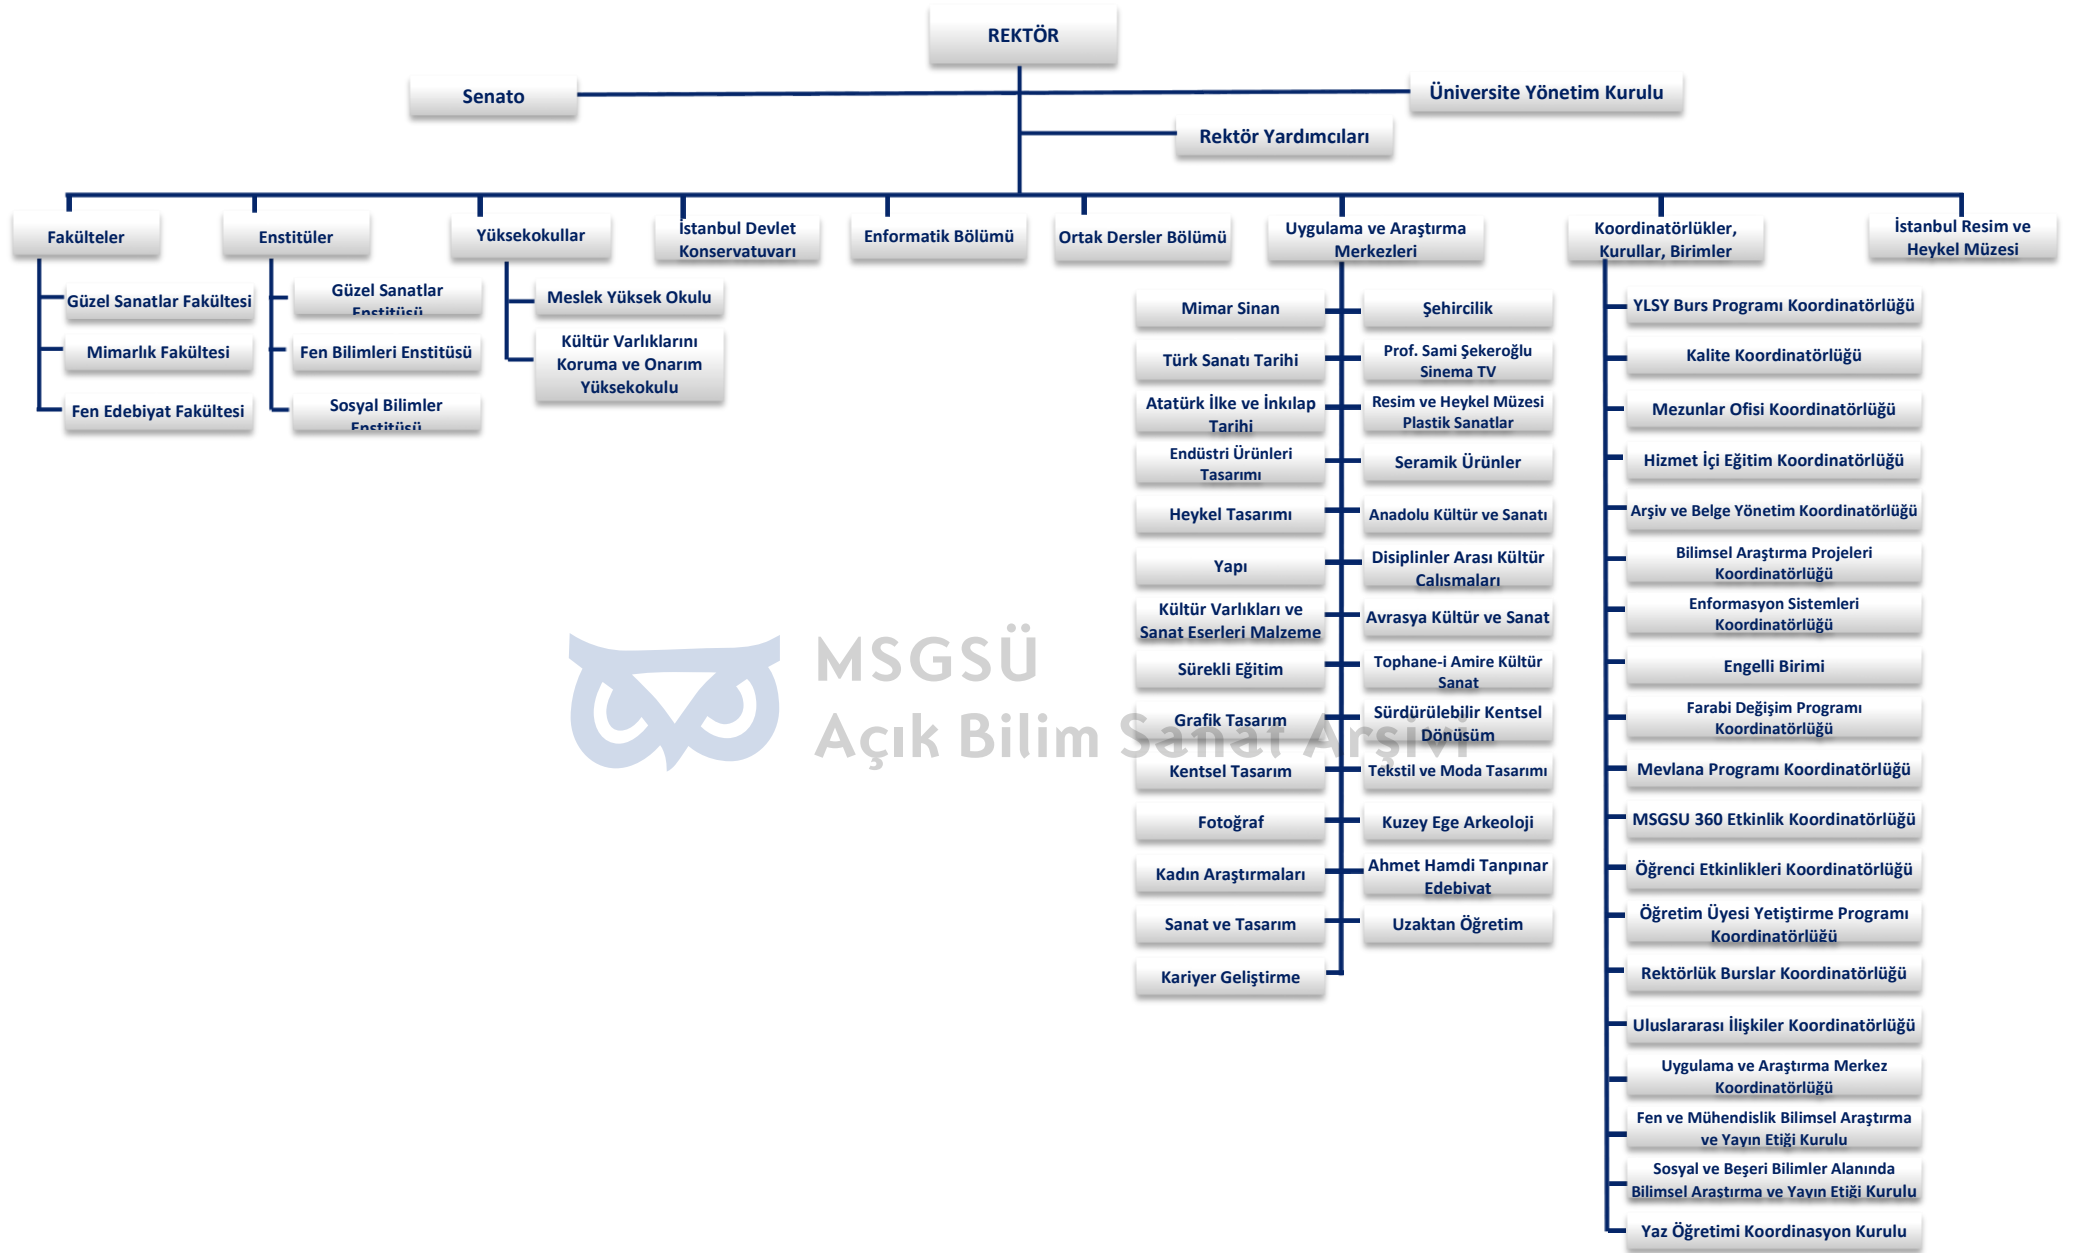 REKTÖR
Senato
Üniversite Yönetim Kurulu
Rektör Yardımcıları
Fakülteler
Güzel Sanatlar Fakültesi
Mimarlık Fakültesi
Fen Edebiyat Fakültesi
Enstitüler
Güzel Sanatlar
Enstitüsü
Fen Bilimleri Enstitüsü
Sosyal Bilimler
Enstitüsü
Yüksekokullar
Meslek Yüksek Okulu
Kültür Varlıklarını
Koruma ve Onarım
Yüksekokulu
İstanbul Devlet
Konservatuvarı
Enformatik Bölümü
Ortak Dersler Bölümü
Uygulama ve Araştırma
Merkezleri
Mimar Sinan
Şehircilik
Türk Sanatı Tarihi
Prof. Sami Şekeroğlu
Sinema TV
Atatürk İlke ve İnkılap
Tarihi
Resim ve Heykel Müzesi
Plastik Sanatlar
Endüstri Ürünleri
Tasarımı
Seramik Ürünler
Heykel Tasarımı
Anadolu Kültür ve Sanatı
Yapı
Disiplinler Arası Kültür
Çalışmaları
Kültür Varlıkları ve
Sanat Eserleri Malzeme
Avrasya Kültür ve Sanat
Sürekli Eğitim
Tophane-i Amire Kültür
Sanat
Grafik Tasarım
Sürdürülebilir Kentsel
Dönüşüm
Kentsel Tasarım
Tekstil ve Moda Tasarımı
Fotoğraf
Kuzey Ege Arkeoloji
Kadın Araştırmaları
Ahmet Hamdi Tanpınar
Edebiyat
Sanat ve Tasarım
Uzaktan Öğretim
Kariyer Geliştirme
Koordinatörlükler,
Kurullar, Birimler
YLSY Burs Programı Koordinatörlüğü
Kalite Koordinatörlüğü
Mezunlar Ofisi Koordinatörlüğü
Hizmet İçi Eğitim Koordinatörlüğü
Arşiv ve Belge Yönetim Koordinatörlüğü
Bilimsel Araştırma Projeleri
Koordinatörlüğü
Enformasyon Sistemleri
Koordinatörlüğü
Engelli Birimi
Farabi Değişim Programı
Koordinatörlüğü
Mevlana Programı Koordinatörlüğü
MSGSU 360 Etkinlik Koordinatörlüğü
Öğrenci Etkinlikleri Koordinatörlüğü
Öğretim Üyesi Yetiştirme Programı
Koordinatörlüğü
Rektörlük Burslar Koordinatörlüğü
Uluslararası İlişkiler Koordinatörlüğü
Uygulama ve Araştırma Merkez
Koordinatörlüğü
Fen ve Mühendislik Bilimsel Araştırma
ve Yayın Etiği Kurulu
Sosyal ve Beşeri Bilimler Alanında
Bilimsel Araştırma ve Yayın Etiği Kurulu
Yaz Öğretimi Koordinasyon Kurulu
İstanbul Resim ve
Heykel Müzesi
MSGSÜ
Açık Bilim Sanat Arşivi